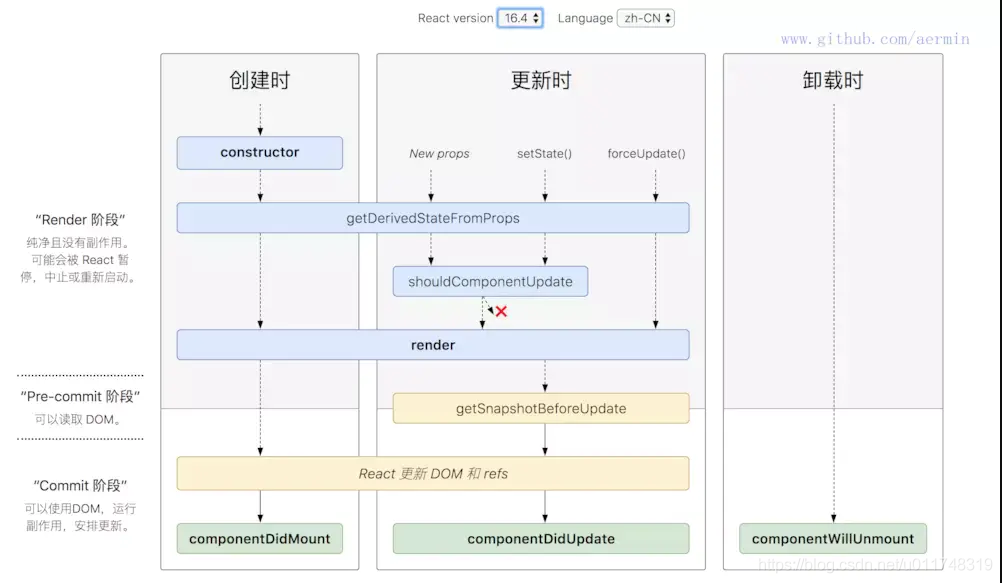 React version 16.4 Language zh-CN
www.github.com/aermin
创建时
更新时
卸载时
constructor
New props
setState()
forceUpdate()
“Render 阶段”
纯净且没有副作用。
可能会被 React 暂
停，中止或重新启动。
getDerivedStateFromProps
shouldComponentUpdate
render
“Pre-commit 阶段”
可以读取 DOM。
getSnapshotBeforeUpdate
“Commit 阶段”
可以使用DOM，运行
副作用，安排更新。
React 更新 DOM 和 refs
componentDidMount
componentDidUpdate
componentWillUnmount
https://blog.csdn.net/u011748319